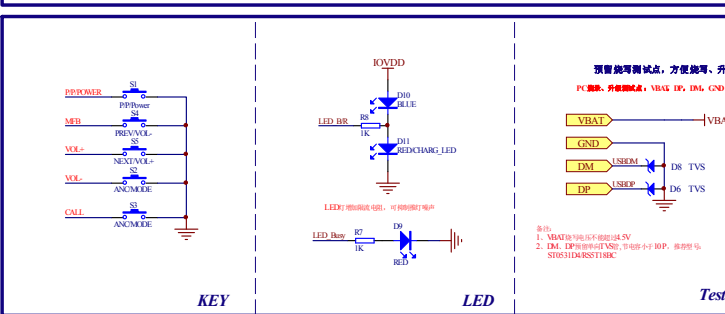 P/P/POWER
S1
P/P/Power
MFB
S4
PREV/VOL-
VOL+
S5
NEXT/VOL+
VOL-
S2
ANC/MODE
CALL
S3
ANC/MODE
KEY
IOVDD
D10
BLUE
LED_B/R
R8
1K
D11
RED/CHARG_LED
LED灯增加限流电阻，可抑制推灯噪声
LED_Busy
R7
1K
D9
RED
LED
预留烧写测试点，方便烧写、升
PC烧录、升级测试点：VBAT, DP, DM, GND
VBAT
VBA
GND
DM
USBDM
D8 TVS
DP
USBDP
D6 TVS
备注:
1、VBAT烧写电压不能超过4.5V
2、DM、DP预留单向TVS管,节电容小于10P，推荐型号:
ST0531D4/RS5T18BC
Test